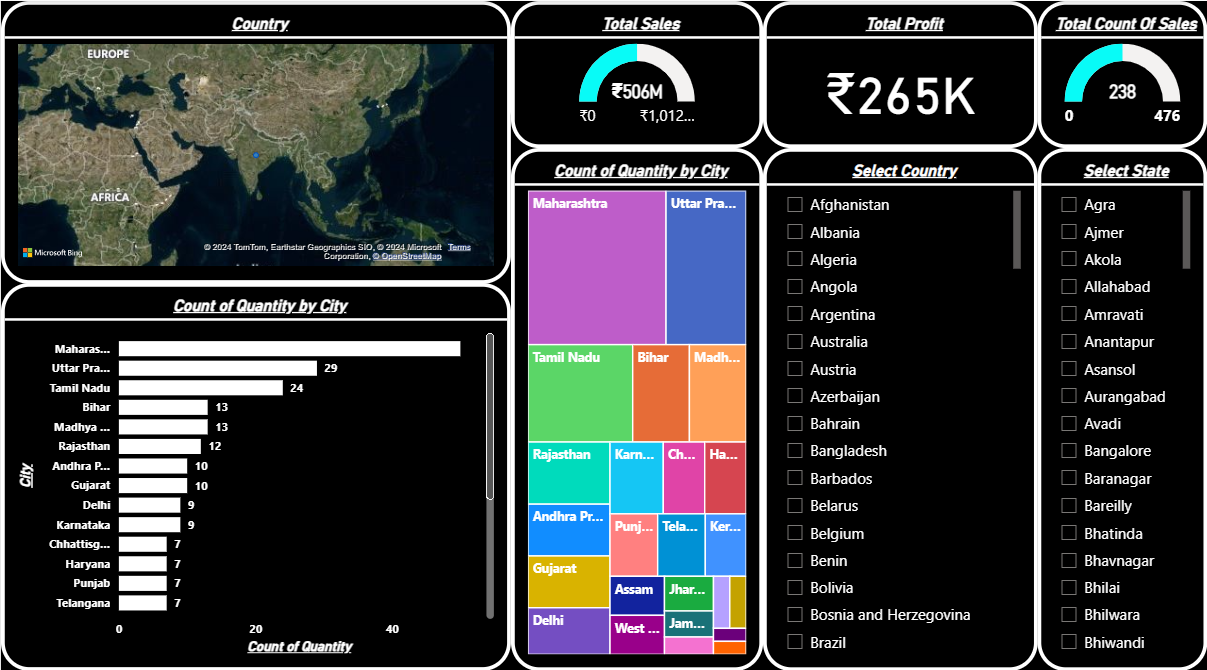 Country
EUROPE
AFRICA
Microsoft Bing
© 2024 TomTom, Earthstar Geographics SIO, © 2024 Microsoft Corporation, © OpenStreetMap Terms
Total Sales
₹506M
₹0
₹1,012...
Total Profit
₹265K
Total Count Of Sales
238
0
476
Count of Quantity by City
City
Maharas...
Uttar Pra... 29
Tamil Nadu 24
Bihar 13
Madhya ... 13
Rajasthan 12
Andhra P... 10
Gujarat 10
Delhi 9
Karnataka 9
Chhattisg... 7
Haryana 7
Punjab 7
Telangana 7
0 20 40
Count of Quantity
Count of Quantity by City
Maharashtra
Uttar Pra...
Tamil Nadu
Bihar
Madh...
Rajasthan
Karn...
Ch...
Ha...
Andhra Pr...
Punj...
Tela...
Ker...
Gujarat
Assam
Jhar...
Delhi
West ...
Jam...
Select Country
Afghanistan
Albania
Algeria
Angola
Argentina
Australia
Austria
Azerbaijan
Bahrain
Bangladesh
Barbados
Belarus
Belgium
Benin
Bolivia
Bosnia and Herzegovina
Brazil
Select State
Agra
Ajmer
Akola
Allahabad
Amravati
Anantapur
Asansol
Aurangabad
Avadi
Bangalore
Baranagar
Bareilly
Bhatinda
Bhavnagar
Bhilai
Bhilwara
Bhiwandi